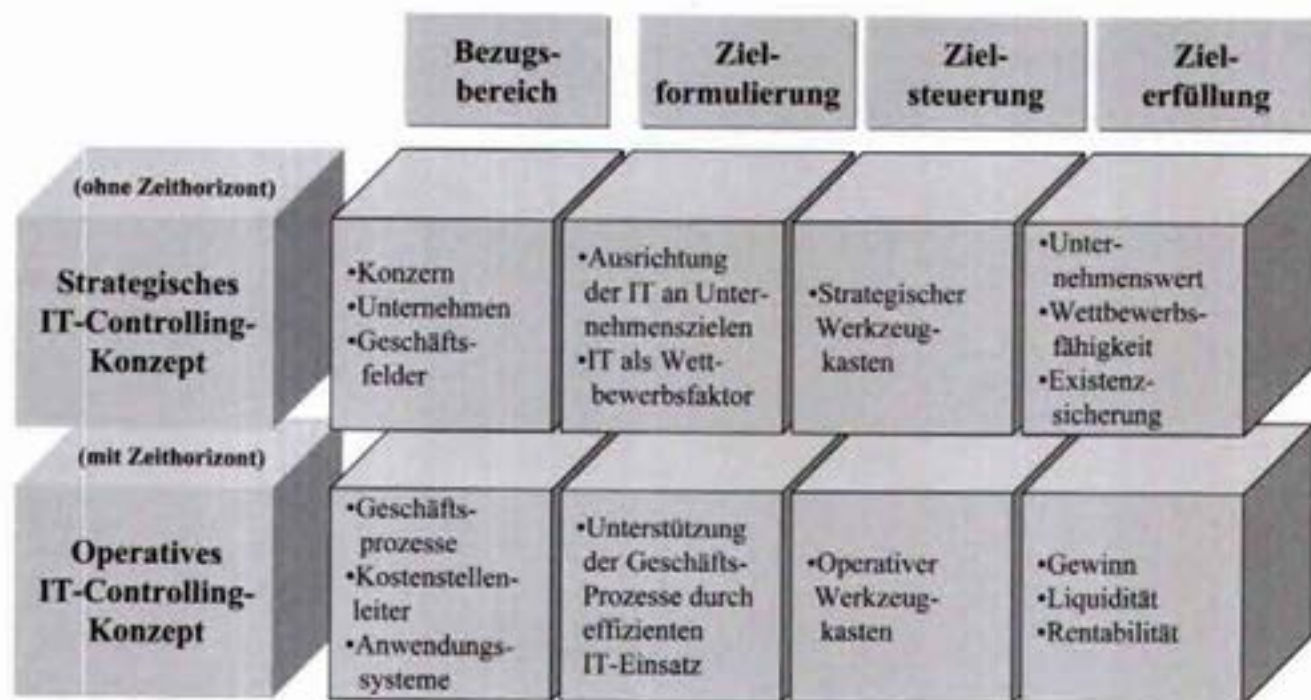 Bezugs-
bereich
Ziel-
formulierung
Ziel-
steuerung
Ziel-
erfüllung
(ohne Zeithorizont)
Strategisches
IT-Controlling-
Konzept
•Konzern
•Unternehmen
•Geschäfts-
felder
•Ausrichtung
der IT an Unter-
nehmenszielen
•IT als Wett-
bewerbsfaktor
•Strategischer
Werkzeug-
kasten
•Unter-
nehmenswert
•Wettbewerbs-
fähigkeit
•Existenz-
sicherung
(mit Zeithorizont)
Operatives
IT-Controlling-
Konzept
•Geschäfts-
prozesse
•Kostenstellen-
leiter
•Anwendungs-
systeme
•Unterstützung
der Geschäfts-
Prozesse durch
effizienten
IT-Einsatz
•Operativer
Werkzeug-
kasten
•Gewinn
•Liquidität
•Rentabilität